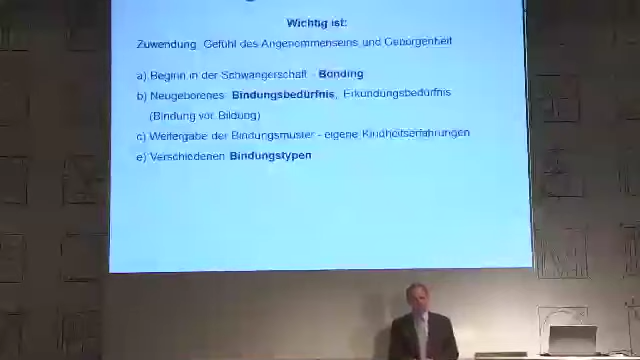 Wichtig ist:
Zuwendung Gefühl des Angenommenseins und Geborgenheit
a) Beginn in der Schwangerschaft - Bonding
b) Neugeborenes Bindungsbedürfnis, Erkundungsbedürfnis
(Bindung vor Bildung)
c) Weitergabe der Bindungsmuster - eigene Kindheitserfahrungen
e) Verschiedenen Bindungstypen